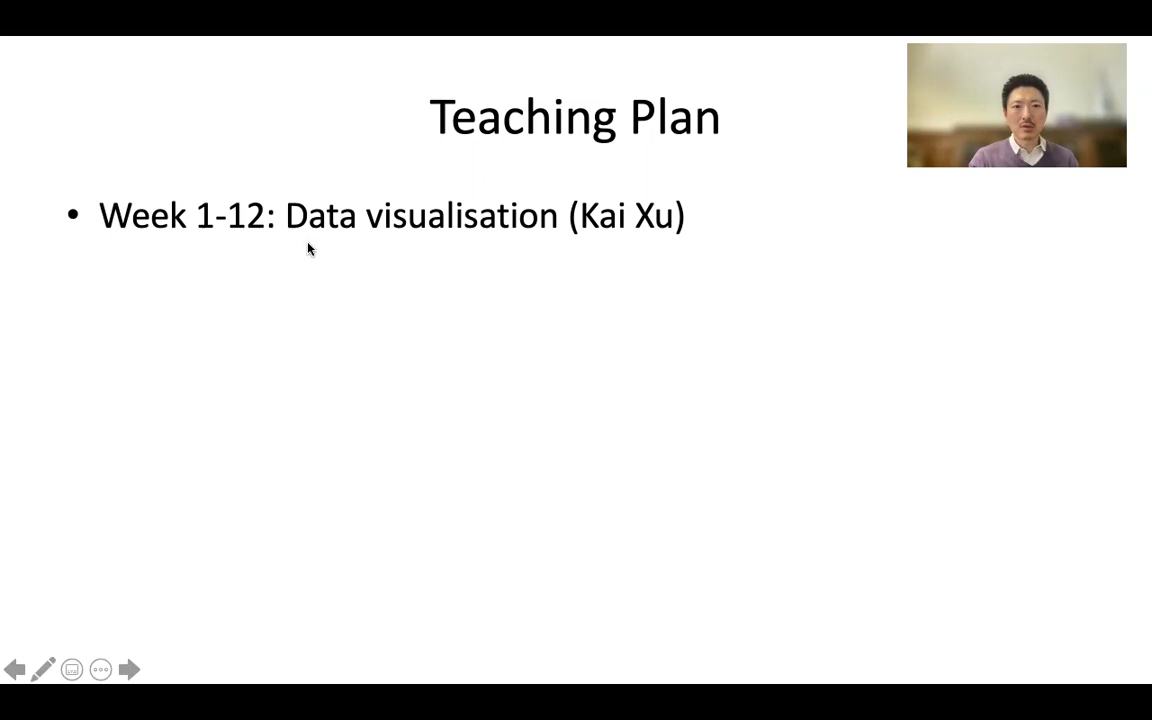 Teaching Plan
• Week 1-12: Data visualisation (Kai Xu)